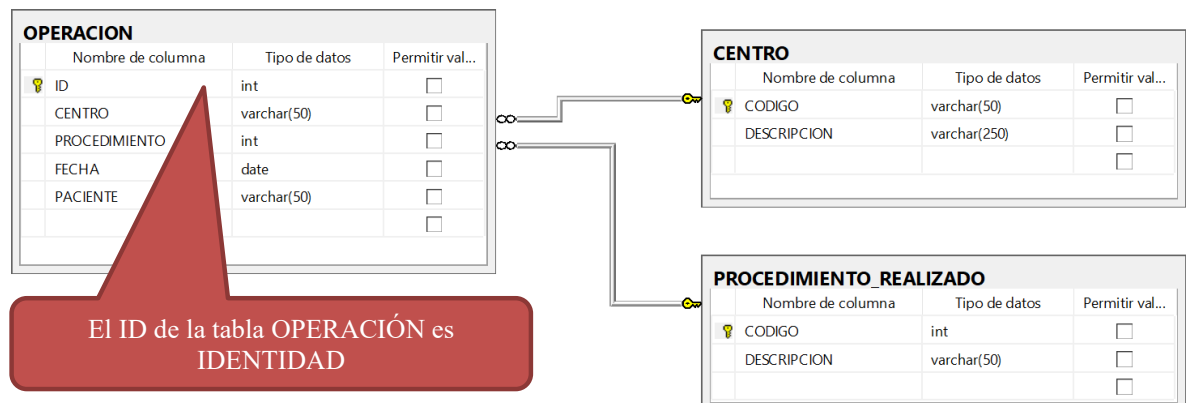 OPERACION
Nombre de columna Tipo de datos Permitir val...
ID int
CENTRO varchar(50)
PROCEDIMIENTO int
FECHA date
PACIENTE varchar(50)
El ID de la tabla OPERACIÓN es
IDENTIDAD
CENTRO
Nombre de columna Tipo de datos Permitir val...
CODIGO varchar(50)
DESCRIPCION varchar(250)
PROCEDIMIENTO_REALIZADO
Nombre de columna Tipo de datos Permitir val...
CODIGO int
DESCRIPCION varchar(50)